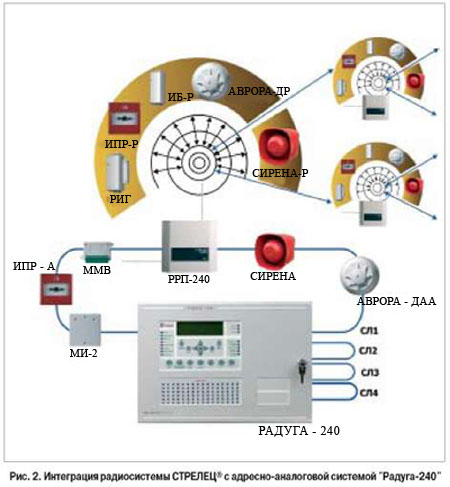 ИБ-Р
АВРОРА-ДР
ИПР-Р
СИРЕНА-Р
РИГ
ИПР - А
ММВ
РРП-240
СИРЕНА
АВРОРА - ДАА
МИ-2
СЛ1
СЛ2
СЛ3
СЛ4
РАДУГА - 240
Рис. 2. Интеграция радиосистемы СТРЕЛЕЦ® с адресно-аналоговой системой "Радуга-240"